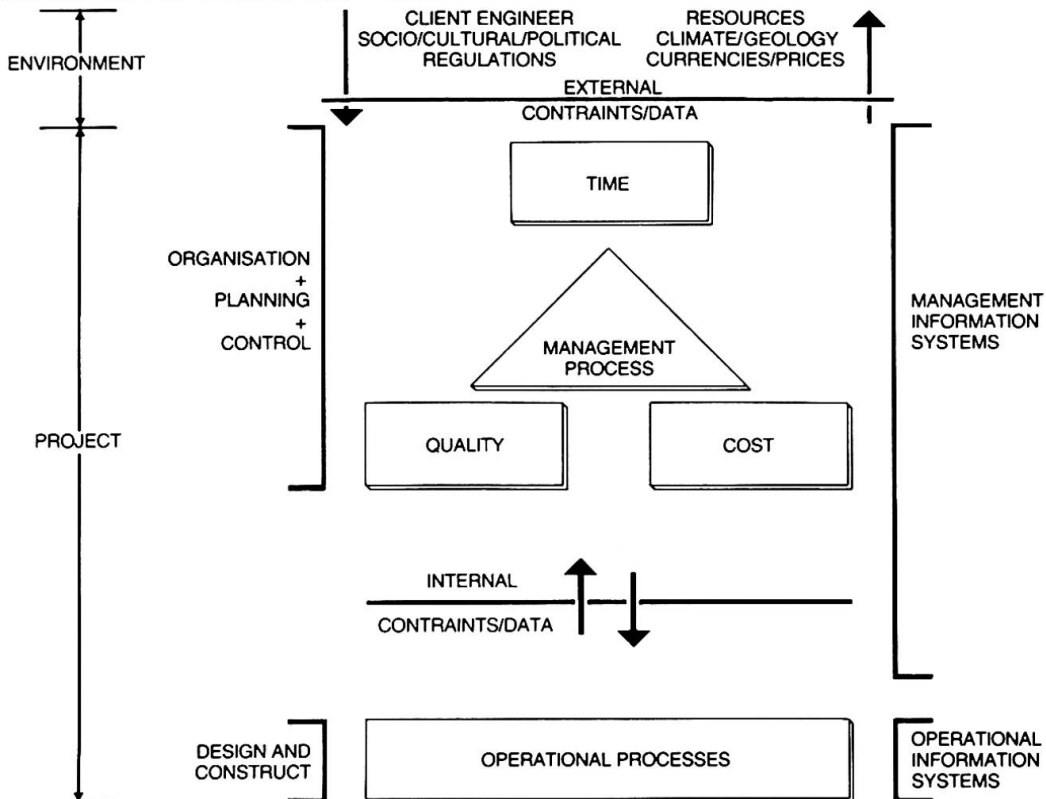 CLIENT ENGINEER
SOCIO/CULTURAL/POLITICAL
REGULATIONS
RESOURCES
CLIMATE/GEOLOGY
CURRENCIES/PRICES
ENVIRONMENT
EXTERNAL
CONTRAINTS/DATA
TIME
ORGANISATION
+
PLANNING
+
CONTROL
MANAGEMENT
PROCESS
MANAGEMENT
INFORMATION
SYSTEMS
PROJECT
QUALITY
COST
INTERNAL
CONTRAINTS/DATA
DESIGN AND
CONSTRUCT
OPERATIONAL PROCESSES
OPERATIONAL
INFORMATION
SYSTEMS